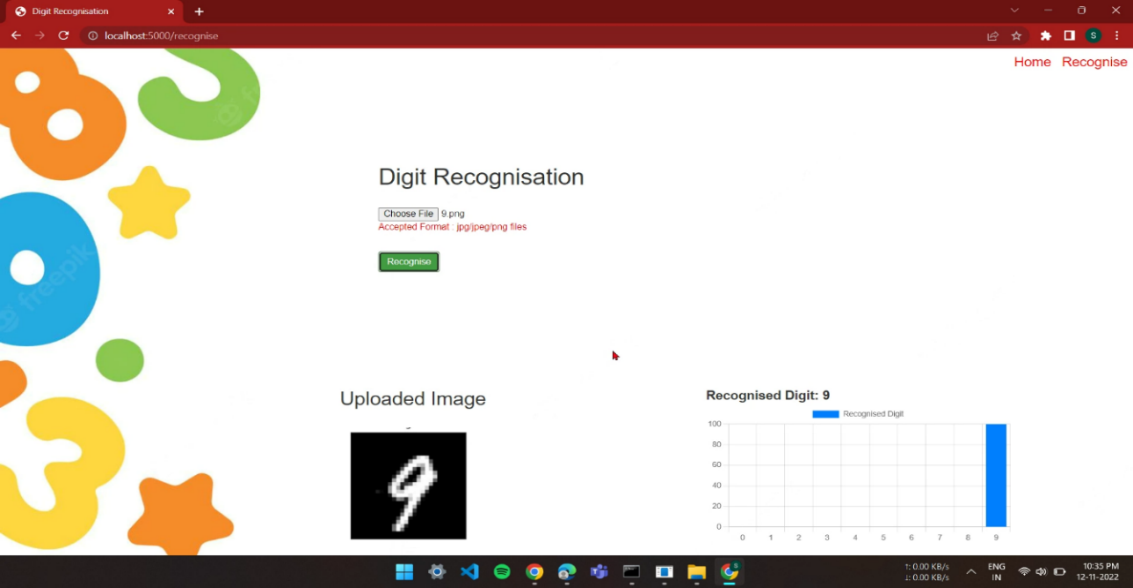 Digit Recognisation
localhost:5000/recognise
S
Home Recognise
Digit Recognisation
Choose File 9.png
Accepted Format : jpg/jpeg/png files
Recognise
freepik
Uploaded Image
9
Recognised Digit: 9
Recognised Digit
100
80
60
40
20
0
0 1 2 3 4 5 6 7 8 9
↑: 0.00 KB/s
↓: 0.00 KB/s
ENG
IN
10:35 PM
12-11-2022